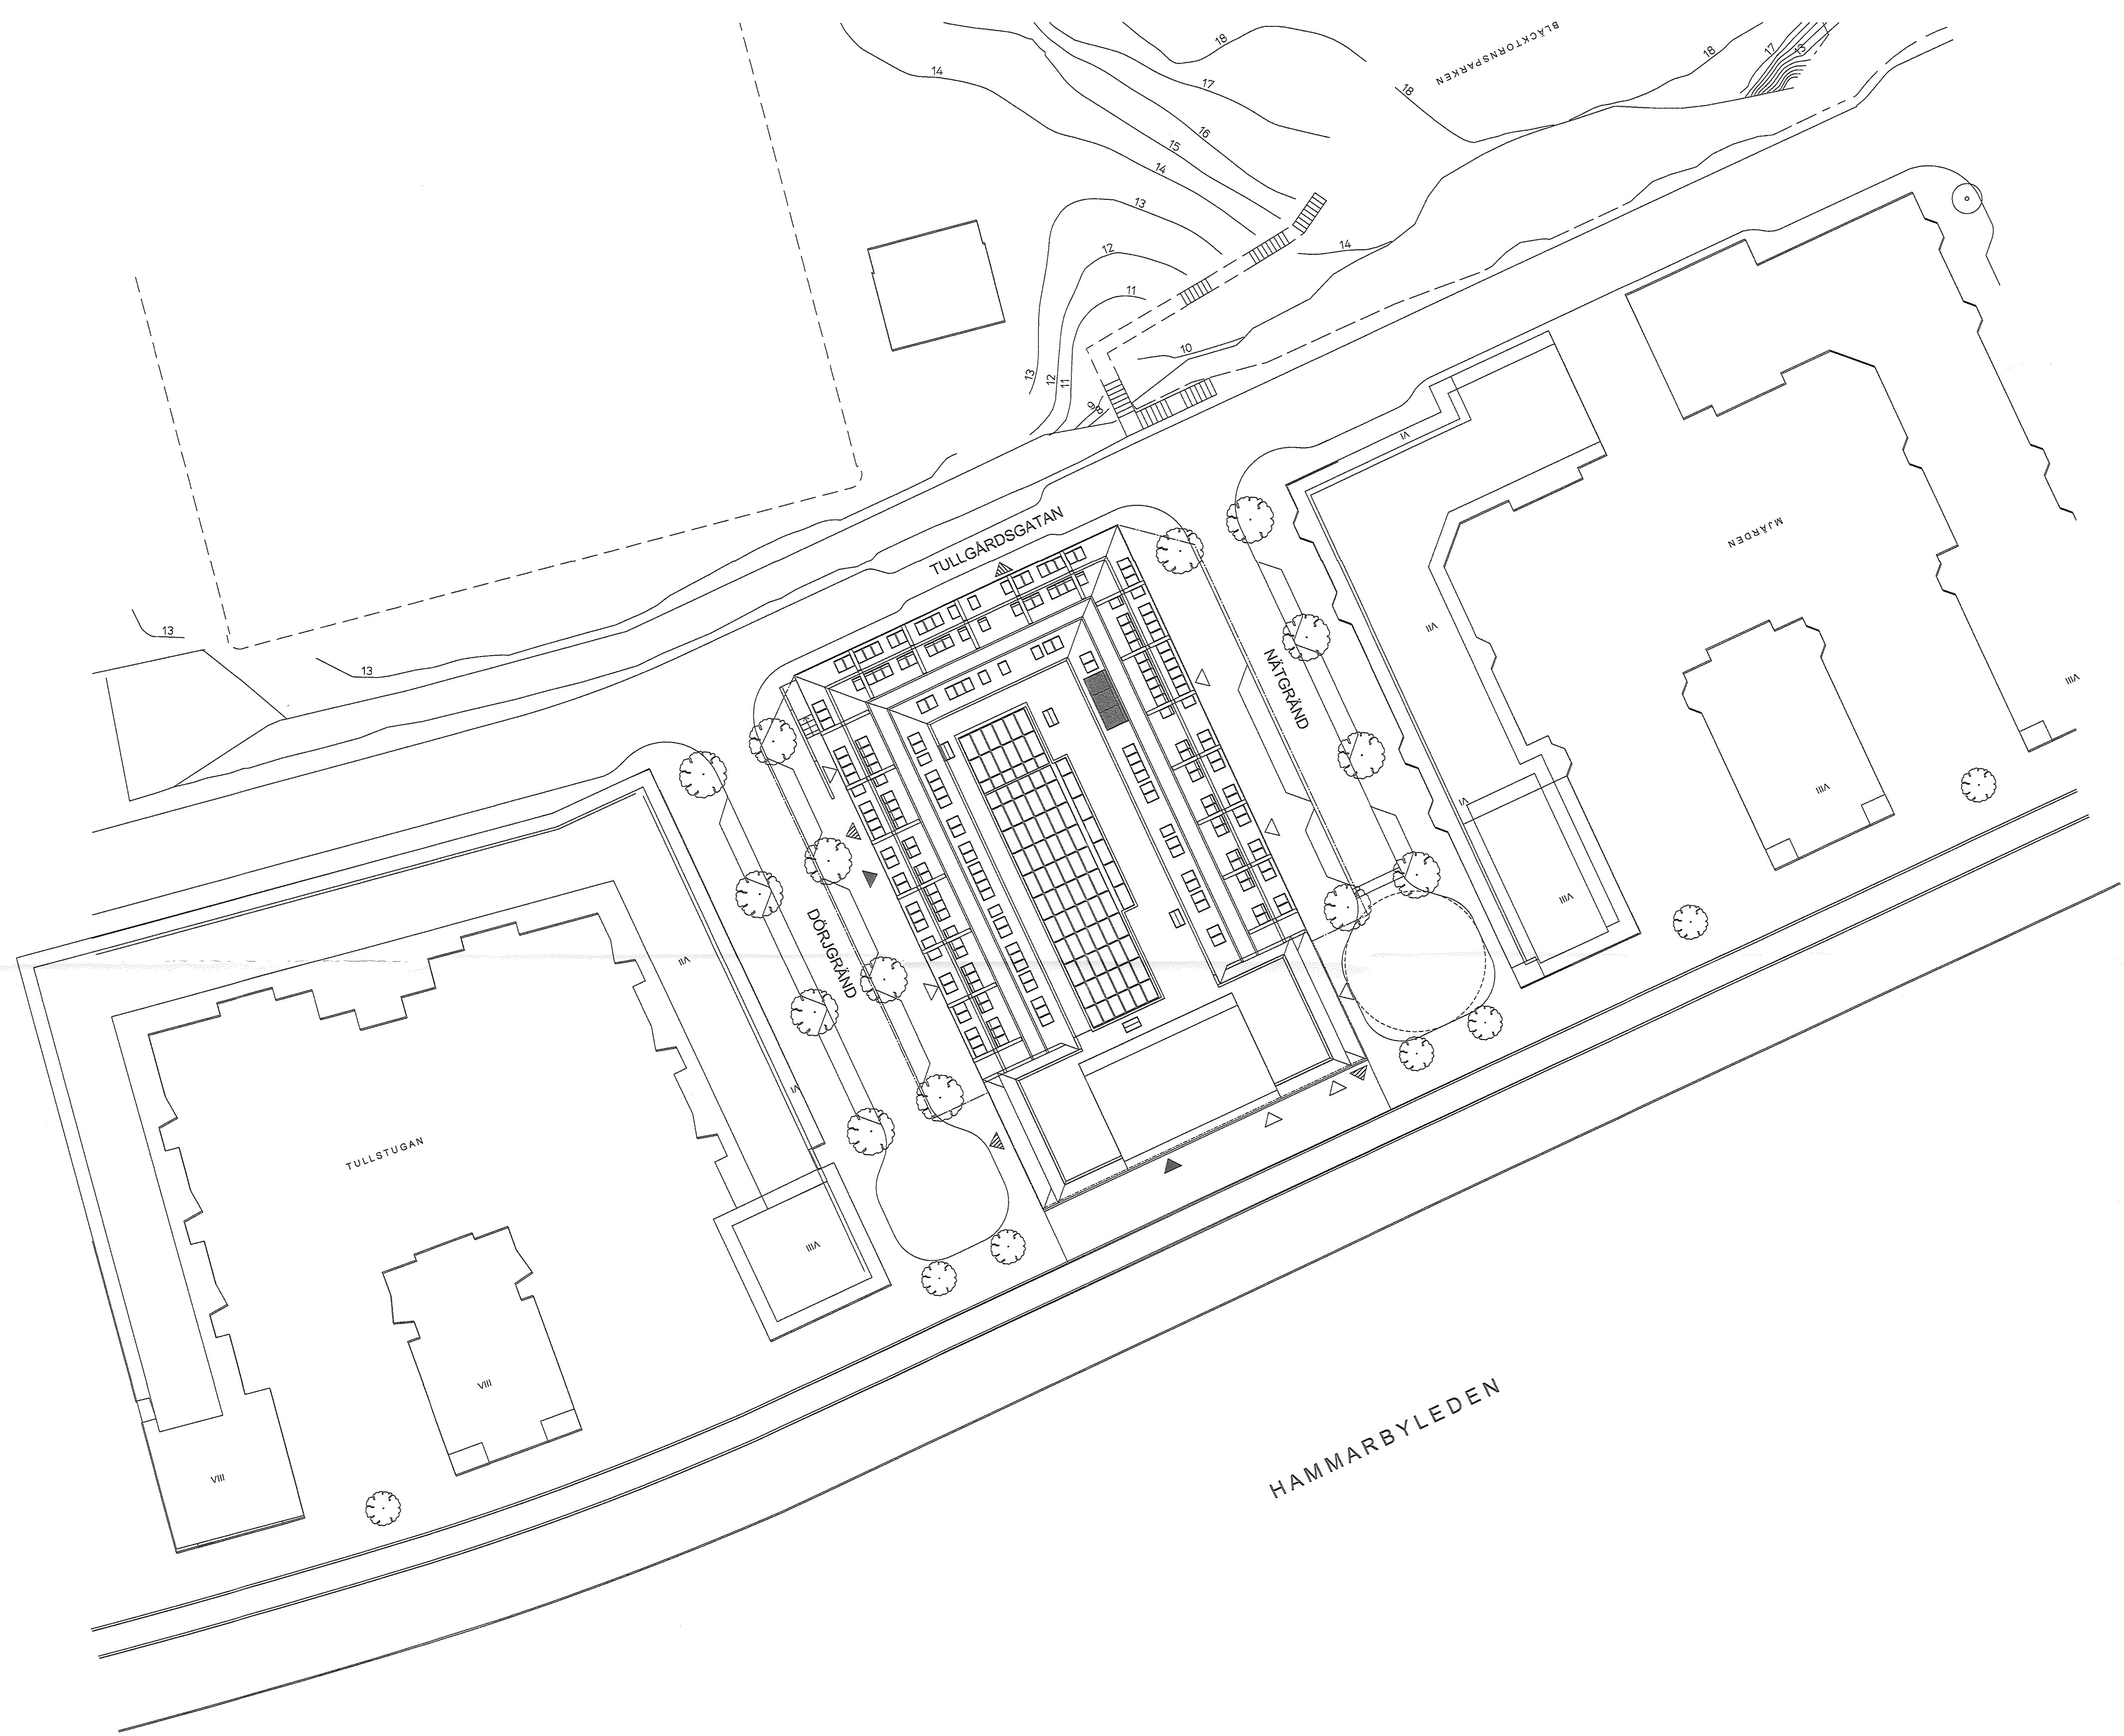 18
BLÄCKTORNSPARKEN
18
17
13
14
17
18
16
15
14
13
12
14
11
10
13
12
11
9
8
VI
TULLGÅRDSGATAN
MJÄRDEN
13
VII
13
NÄTGRÄND
VIII
VI
VIII
VIII
DÖRJGRÄND
VII
VI
TULLSTUGAN
VIII
VIII
HAMMARBYLEDEN
VIII